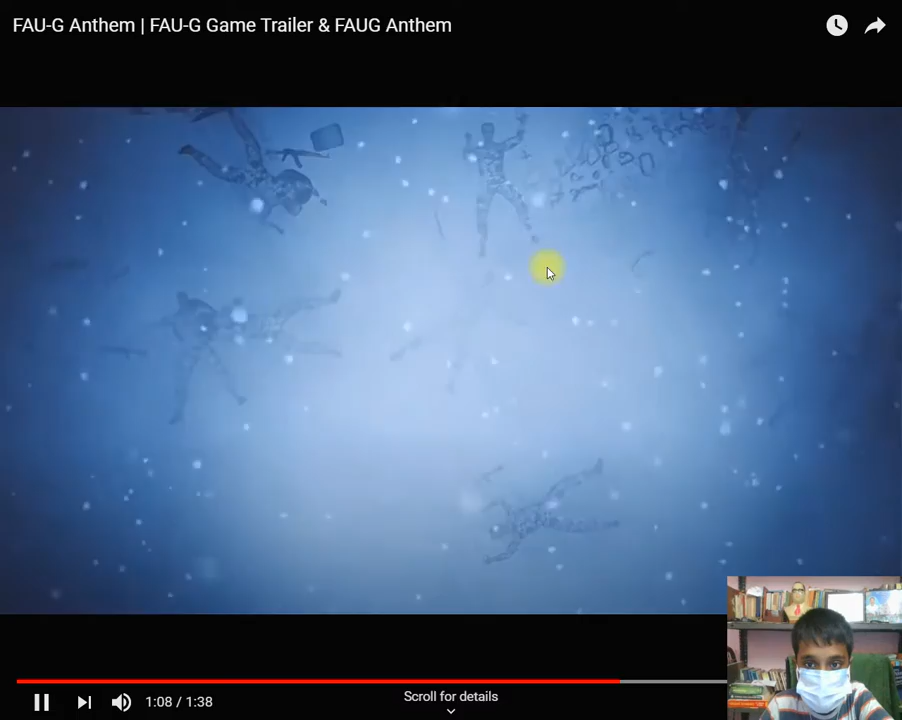 FAU-G Anthem | FAU-G Game Trailer & FAUG Anthem
1:08 / 1:38
Scroll for details